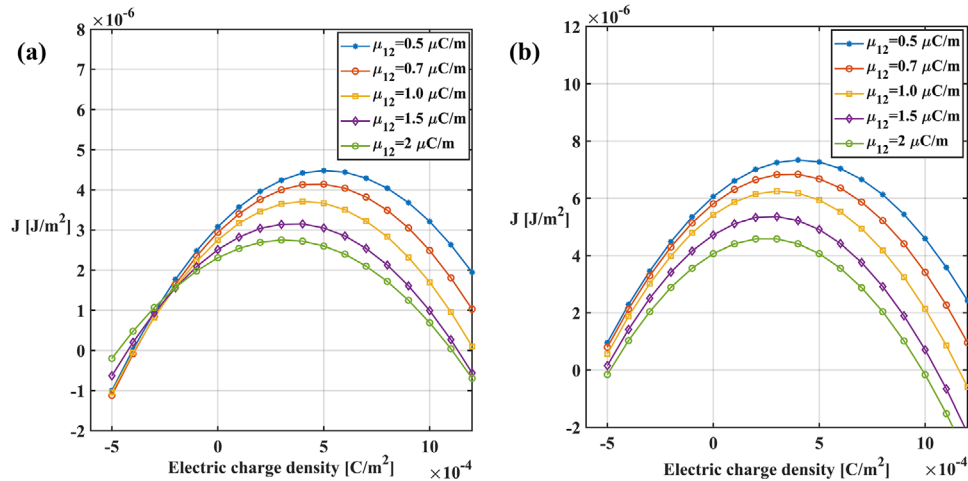 (a)
×10⁻⁶
8
7
6
5
4
3
2
1
0
-1
-2
J [J/m²]
μ₁₂=0.5 μC/m
μ₁₂=0.7 μC/m
μ₁₂=1.0 μC/m
μ₁₂=1.5 μC/m
μ₁₂=2 μC/m
-5 0 5 10
Electric charge density [C/m²]
×10⁻⁴
(b)
×10⁻⁶
12
10
8
6
4
2
0
-2
J [J/m²]
μ₁₂=0.5 μC/m
μ₁₂=0.7 μC/m
μ₁₂=1.0 μC/m
μ₁₂=1.5 μC/m
μ₁₂=2 μC/m
-5 0 5 10
Electric charge density [C/m²]
×10⁻⁴